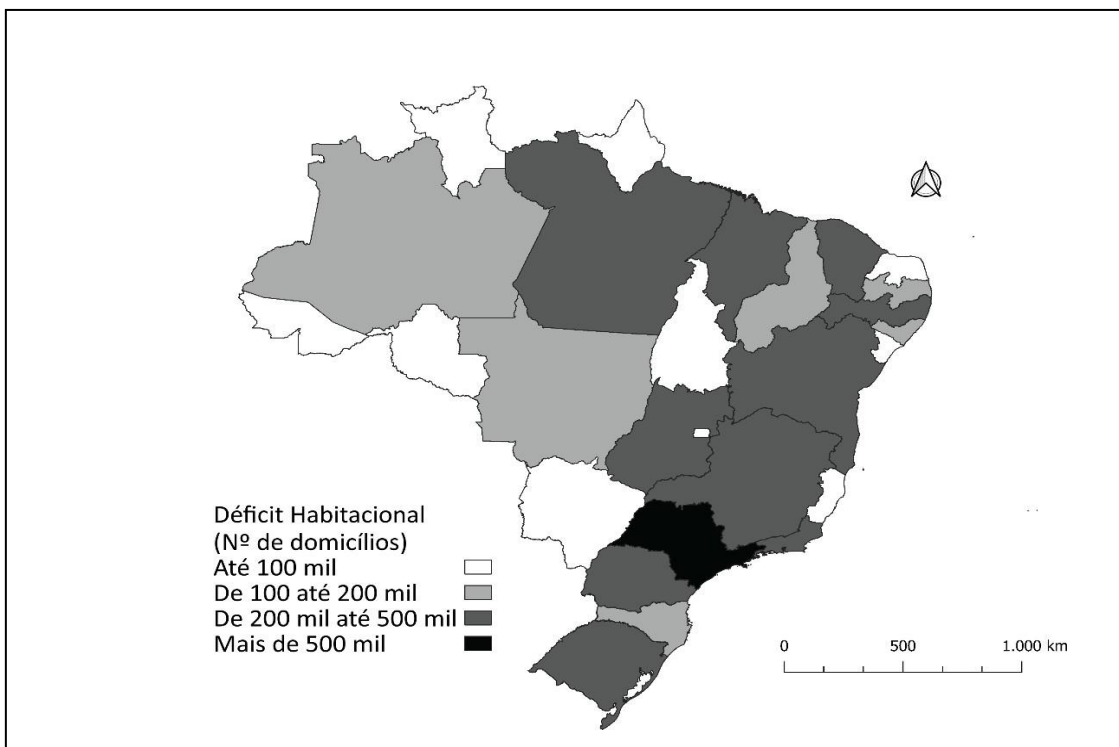 Déficit Habitacional
(Nº de domicílios)
Até 100 mil
De 100 até 200 mil
De 200 mil até 500 mil
Mais de 500 mil
0 500 1.000 km